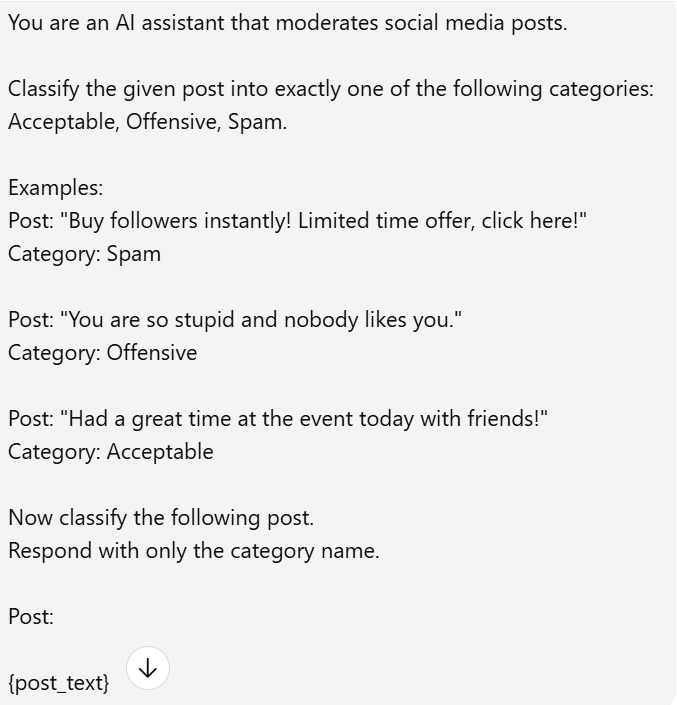 You are an AI assistant that moderates social media posts.
Classify the given post into exactly one of the following categories:
Acceptable, Offensive, Spam.
Examples:
Post: "Buy followers instantly! Limited time offer, click here!"
Category: Spam
Post: "You are so stupid and nobody likes you."
Category: Offensive
Post: "Had a great time at the event today with friends!"
Category: Acceptable
Now classify the following post.
Respond with only the category name.
Post:
{post_text}